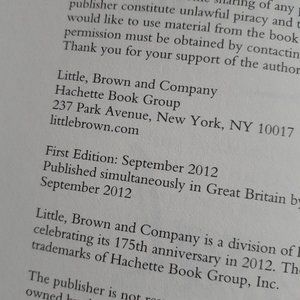 sharing of any
publisher constitute unlawful piracy and
would like to use material from the book
permission must be obtained by contactin
Thank you for your support of the author
Little, Brown and Company
Hachette Book Group
237 Park Avenue, New York, NY 10017
littlebrown.com
First Edition: September 2012
Published simultaneously in Great Britain by
September 2012
Little, Brown and Company is a division of
celebrating its 175th anniversary in 2012. Th
trademarks of Hachette Book Group, Inc.
The publisher is not
owned